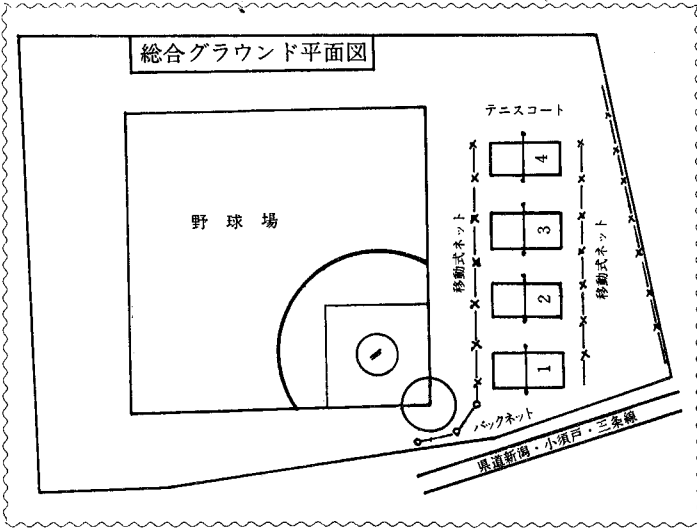 総合グラウンド平面図
テニスコート
野球場
4
3
2
1
移動式ネット
移動式ネット
バックネット
県道新潟・小須戸・三条線